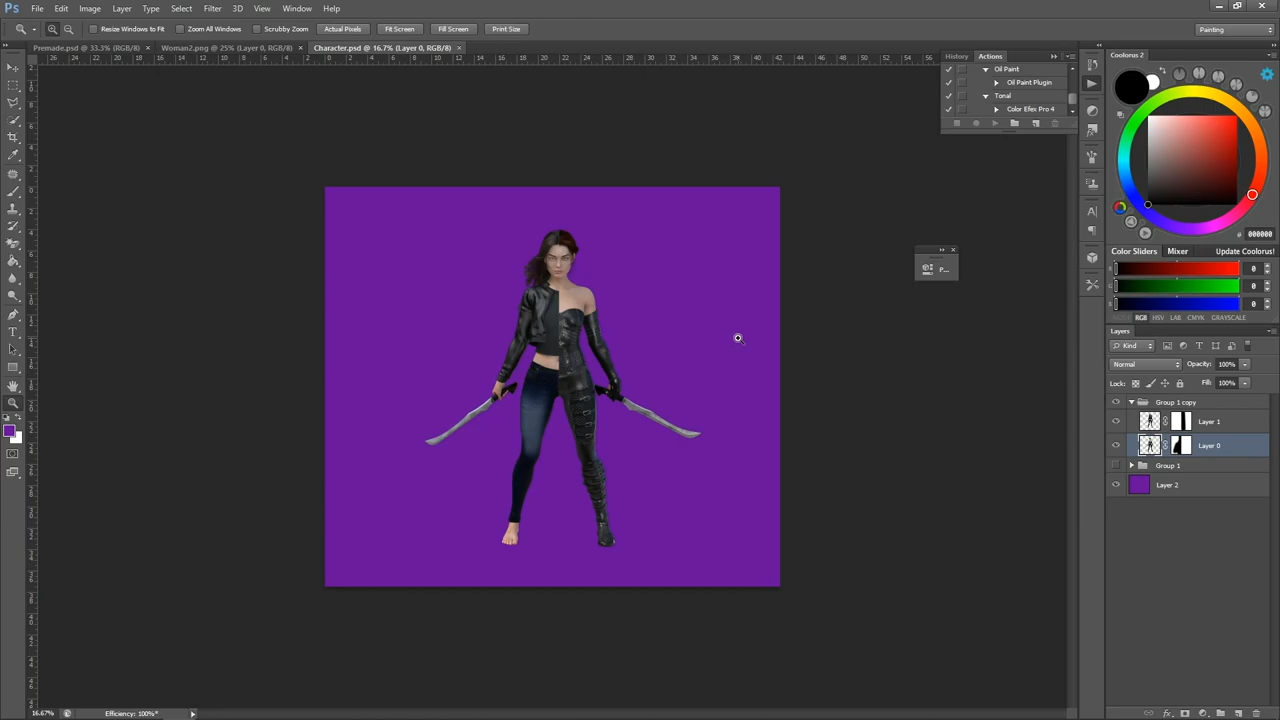 Ps File Edit Image Layer Type Select Filter 3D View Window Help
Resize Windows to Fit Zoom All Windows Scrubby Zoom Actual Pixels Fit Screen Fill Screen Print Size Painting
Premade.psd @ 33.3% (RGB/8) × Woman2.png @ 25% (Layer 0, RGB/8) × Character.psd @ 16.7% (Layer 0, RGB/8) ×
History Actions
Oil Paint
Oil Paint Plugin
Tonal
Color Efex Pro 4
Coolorus 2
# 000000
P...
Color Sliders Mixer Update Coolorus!
R 0
G 0
B 0
RGB HSV LAB CMYK GRAYSCALE
Layers
Kind
Normal Opacity: 100%
Lock: Fill: 100%
Group 1 copy
Layer 1
Layer 0
Group 1
Layer 2
16.67% Efficiency: 100%*